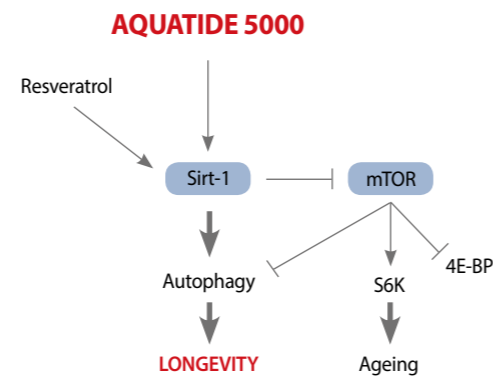 AQUATIDE 5000
Resveratrol
Sirt-1
mTOR
4E-BP
Autophagy
S6K
LONGEVITY
Ageing